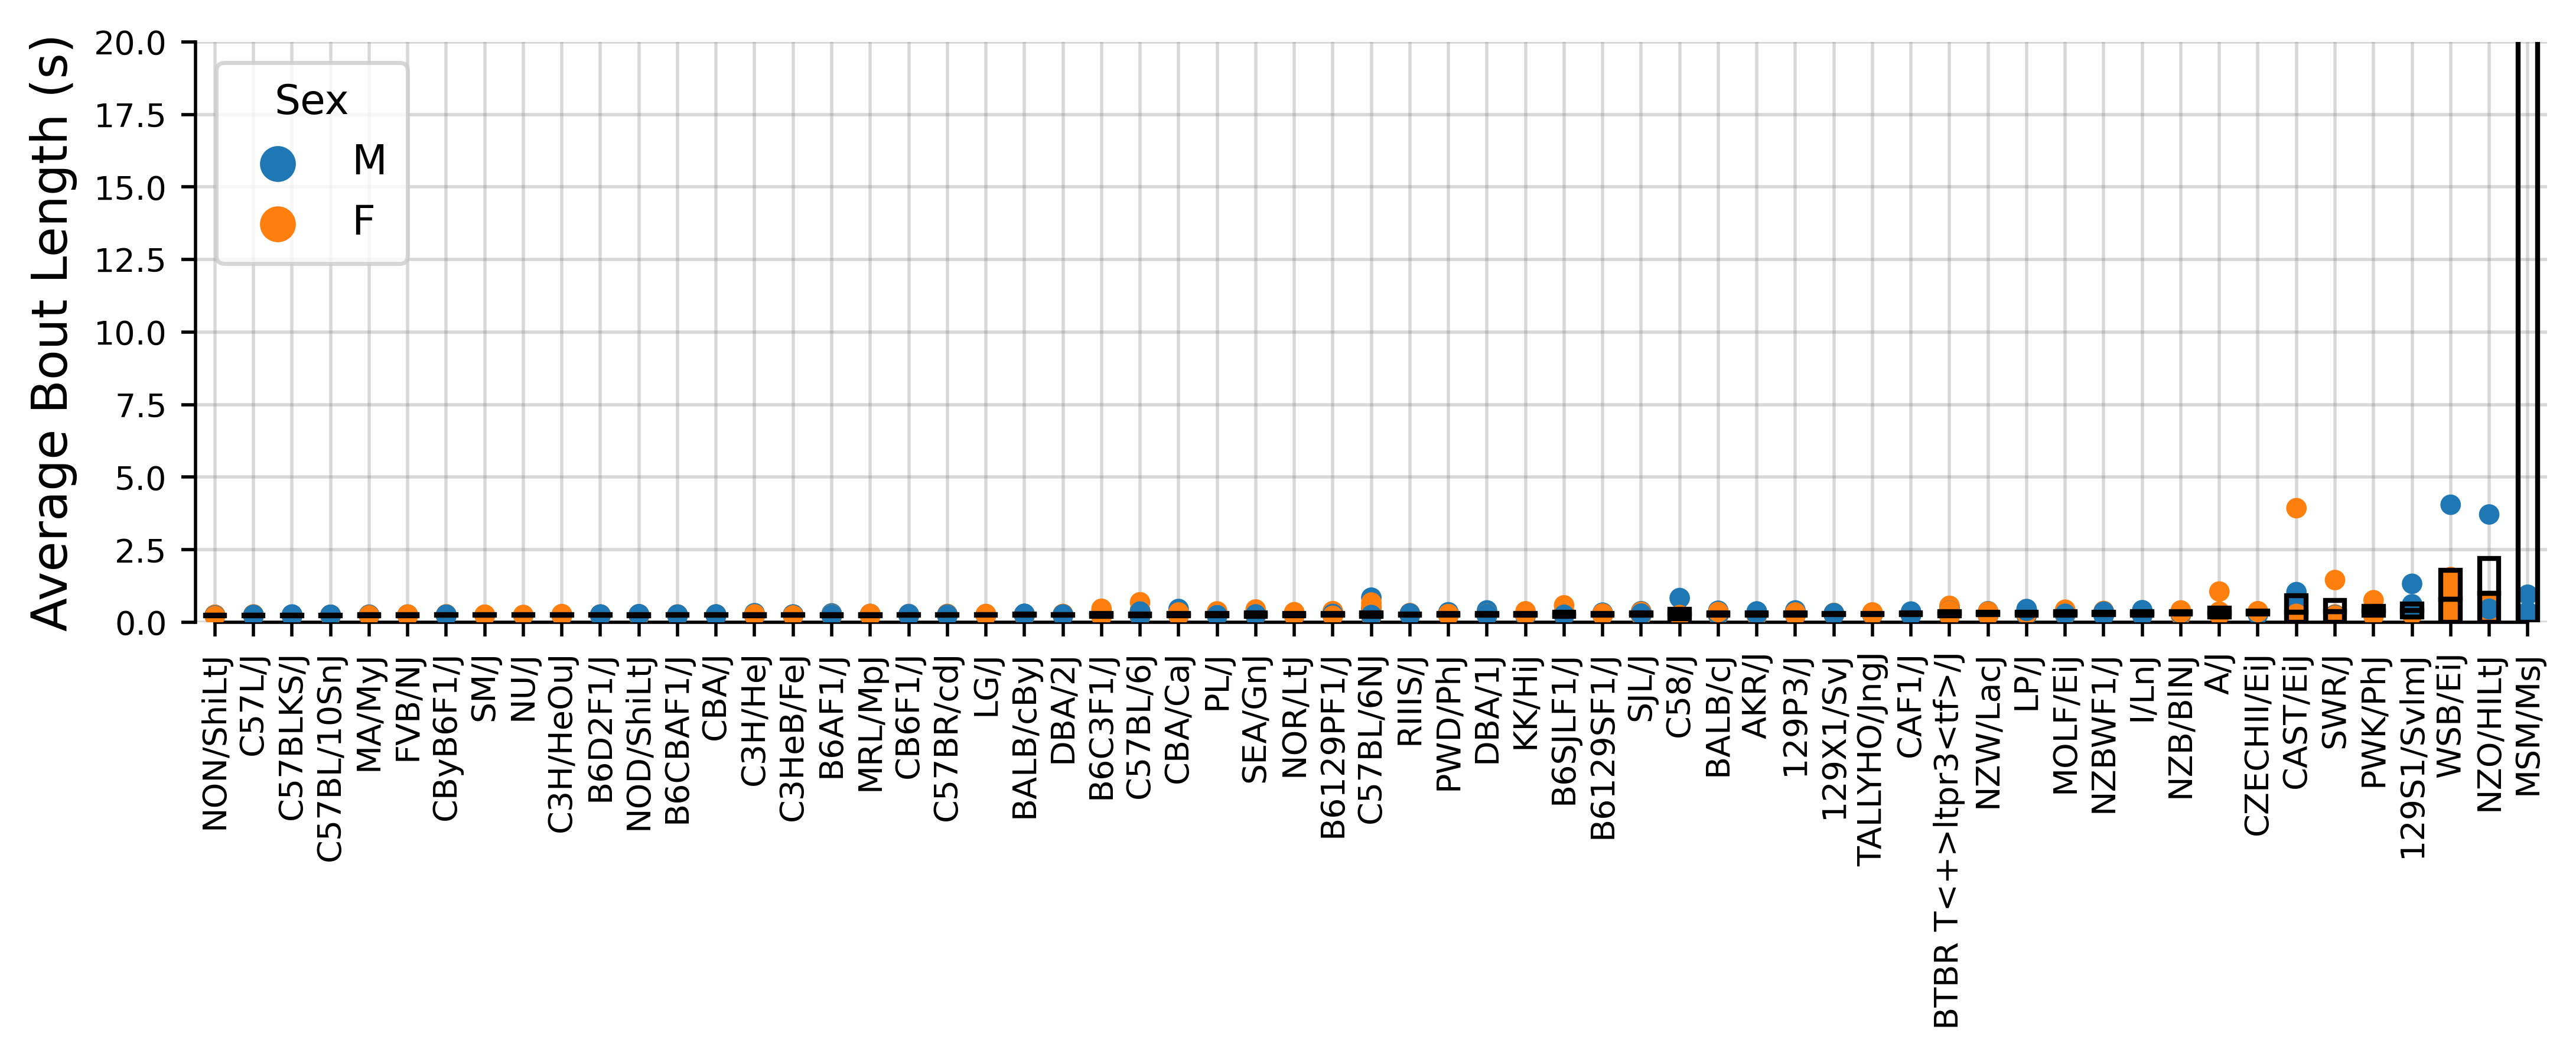 Average Bout Length (s)
20.0
17.5
15.0
12.5
10.0
7.5
5.0
2.5
0.0
Sex
M
F
NON/ShiLtJ
C57L/J
C57BLKS/J
C57BL/10SnJ
MA/MyJ
FVB/NJ
CByB6F1/J
SM/J
NU/J
C3H/HeOuJ
B6D2F1/J
NOD/ShiLtJ
B6CBAF1/J
CBA/J
C3H/HeJ
C3HeB/FeJ
B6AF1/J
MRL/MpJ
CB6F1/J
C57BR/cdJ
LG/J
BALB/cByJ
DBA/2J
B6C3F1/J
C57BL/6J
CBA/CaJ
PL/J
SEA/GnJ
NOR/LtJ
B6129PF1/J
C57BL/6NJ
RIIIS/J
PWD/PhJ
DBA/1J
KK/HiJ
B6SJLF1/J
B6129SF1/J
SJL/J
C58/J
BALB/cJ
AKR/J
129P3/J
129X1/SvJ
TALLYHO/JngJ
CAF1/J
BTBR T<+>ltpr3<tf>/J
NZW/LacJ
LP/J
MOLF/EiJ
NZBWF1/J
I/LnJ
NZB/BINJ
A/J
CZECHII/EiJ
CAST/EiJ
SWR/J
PWK/PhJ
129S1/SvImJ
WSB/EiJ
NZO/HILtJ
MSM/MsJ